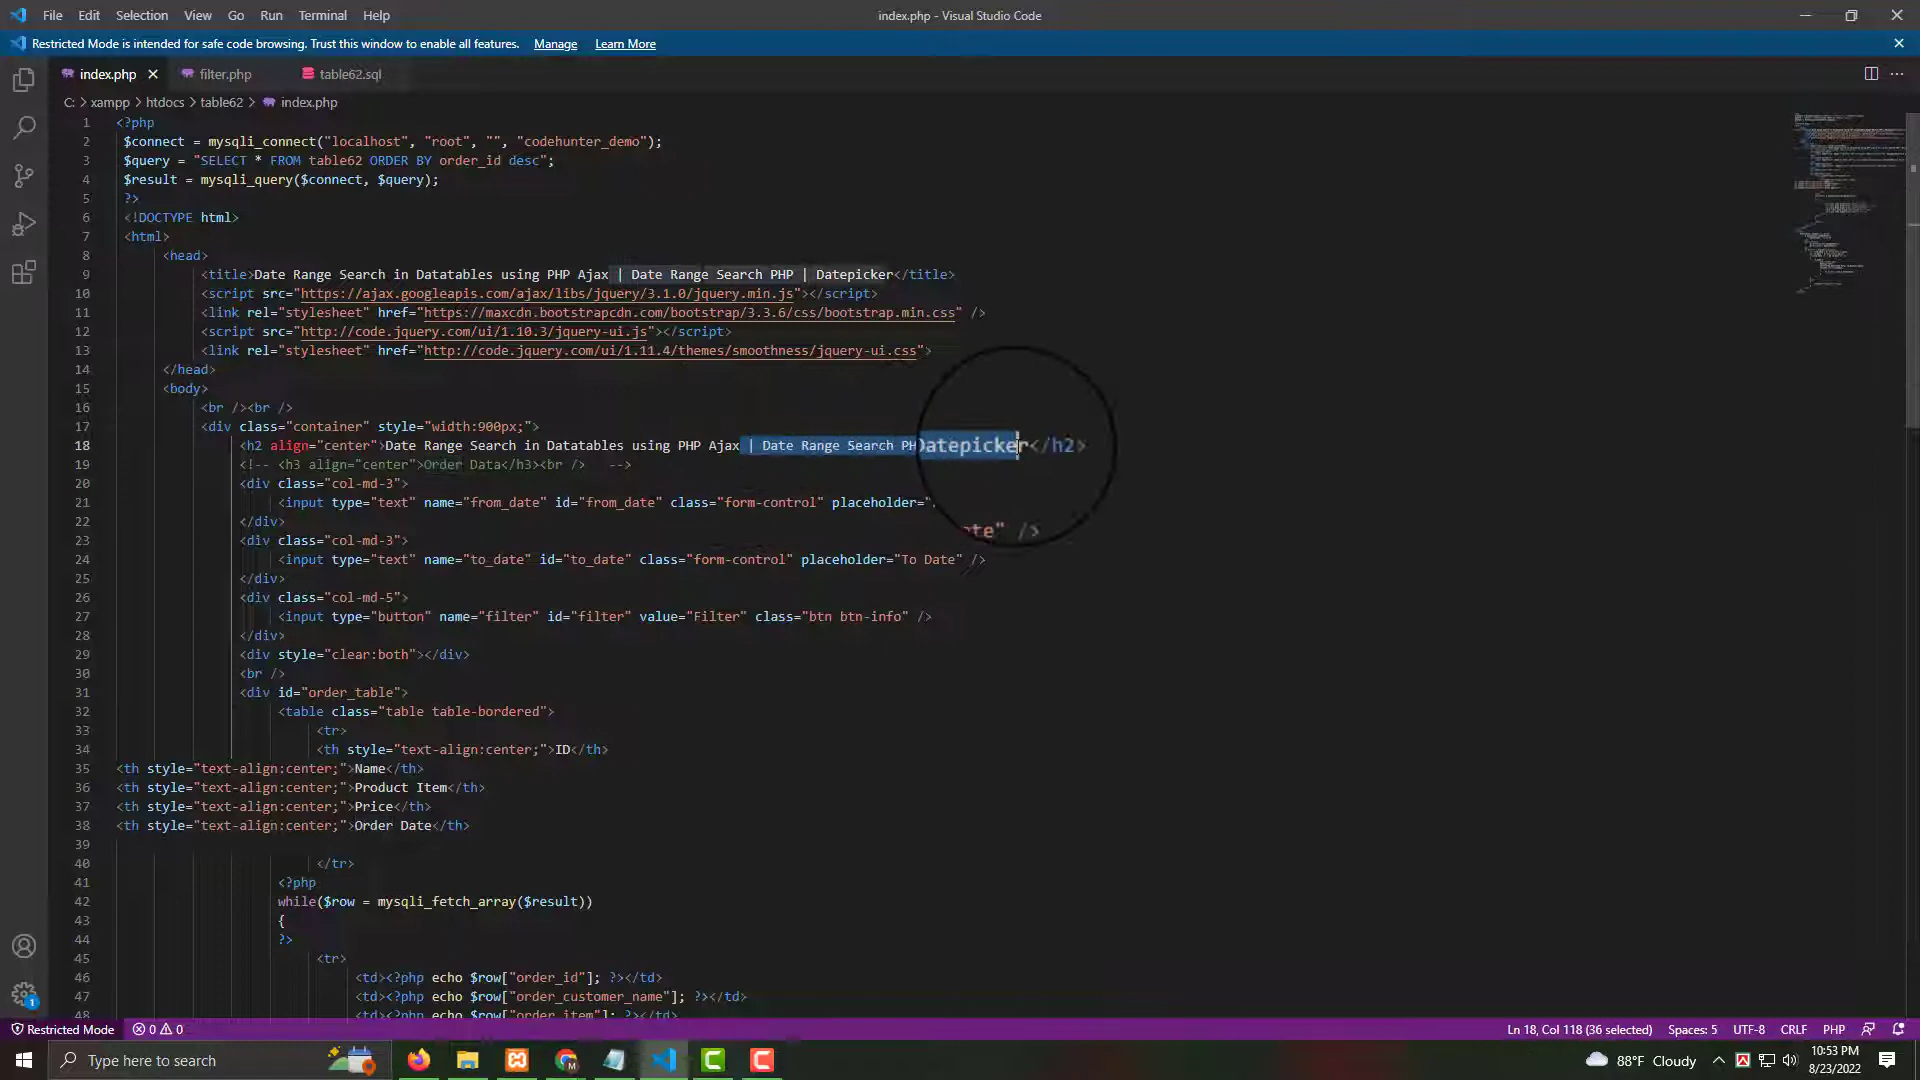 File Edit Selection View Go Run Terminal Help
index.php - Visual Studio Code
Restricted Mode is intended for safe code browsing. Trust this window to enable all features. Manage Learn More
index.php filter.php table62.sql
C: > xampp > htdocs > table62 > index.php
1 <?php
2 $connect = mysqli_connect("localhost", "root", "", "codehunter_demo");
3 $query = "SELECT * FROM table62 ORDER BY order_id desc";
4 $result = mysqli_query($connect, $query);
5 ?>
6 <!DOCTYPE html>
7 <html>
8 <head>
9 <title>Date Range Search in Datatables using PHP Ajax | Date Range Search PHP | Datepicker</title>
10 <script src="https://ajax.googleapis.com/ajax/libs/jquery/3.1.0/jquery.min.js"></script>
11 <link rel="stylesheet" href="https://maxcdn.bootstrapcdn.com/bootstrap/3.3.6/css/bootstrap.min.css" />
12 <script src="http://code.jquery.com/ui/1.10.3/jquery-ui.js"></script>
13 <link rel="stylesheet" href="http://code.jquery.com/ui/1.11.4/themes/smoothness/jquery-ui.css">
14 </head>
15 <body>
16 <br /><br />
17 <div class="container" style="width:900px;">
18 <h2 align="center">Date Range Search in Datatables using PHP Ajax | Date Range Search PH Datepicker</h2>
19 <!-- <h3 align="center">Order Data</h3><br /> -->
20 <div class="col-md-3">
21 <input type="text" name="from_date" id="from_date" class="form-control" placeholder="
ate" />
22 </div>
23 <div class="col-md-3">
24 <input type="text" name="to_date" id="to_date" class="form-control" placeholder="To Date" />
25 </div>
26 <div class="col-md-5">
27 <input type="button" name="filter" id="filter" value="Filter" class="btn btn-info" />
28 </div>
29 <div style="clear:both"></div>
30 <br />
31 <div id="order_table">
32 <table class="table table-bordered">
33 <tr>
34 <th style="text-align:center;">ID</th>
35 <th style="text-align:center;">Name</th>
36 <th style="text-align:center;">Product Item</th>
37 <th style="text-align:center;">Price</th>
38 <th style="text-align:center;">Order Date</th>
39
40 </tr>
41 <?php
42 while($row = mysqli_fetch_array($result))
43 {
44 ?>
45 <tr>
46 <td><?php echo $row["order_id"]; ?></td>
47 <td><?php echo $row["order_customer_name"]; ?></td>
48 <td><?php echo $row["order_item"]; ?></td>
1
Restricted Mode 0 0 Ln 18, Col 118 (36 selected) Spaces: 5 UTF-8 CRLF PHP
Type here to search
88°F Cloudy
10:53 PM
8/23/2022